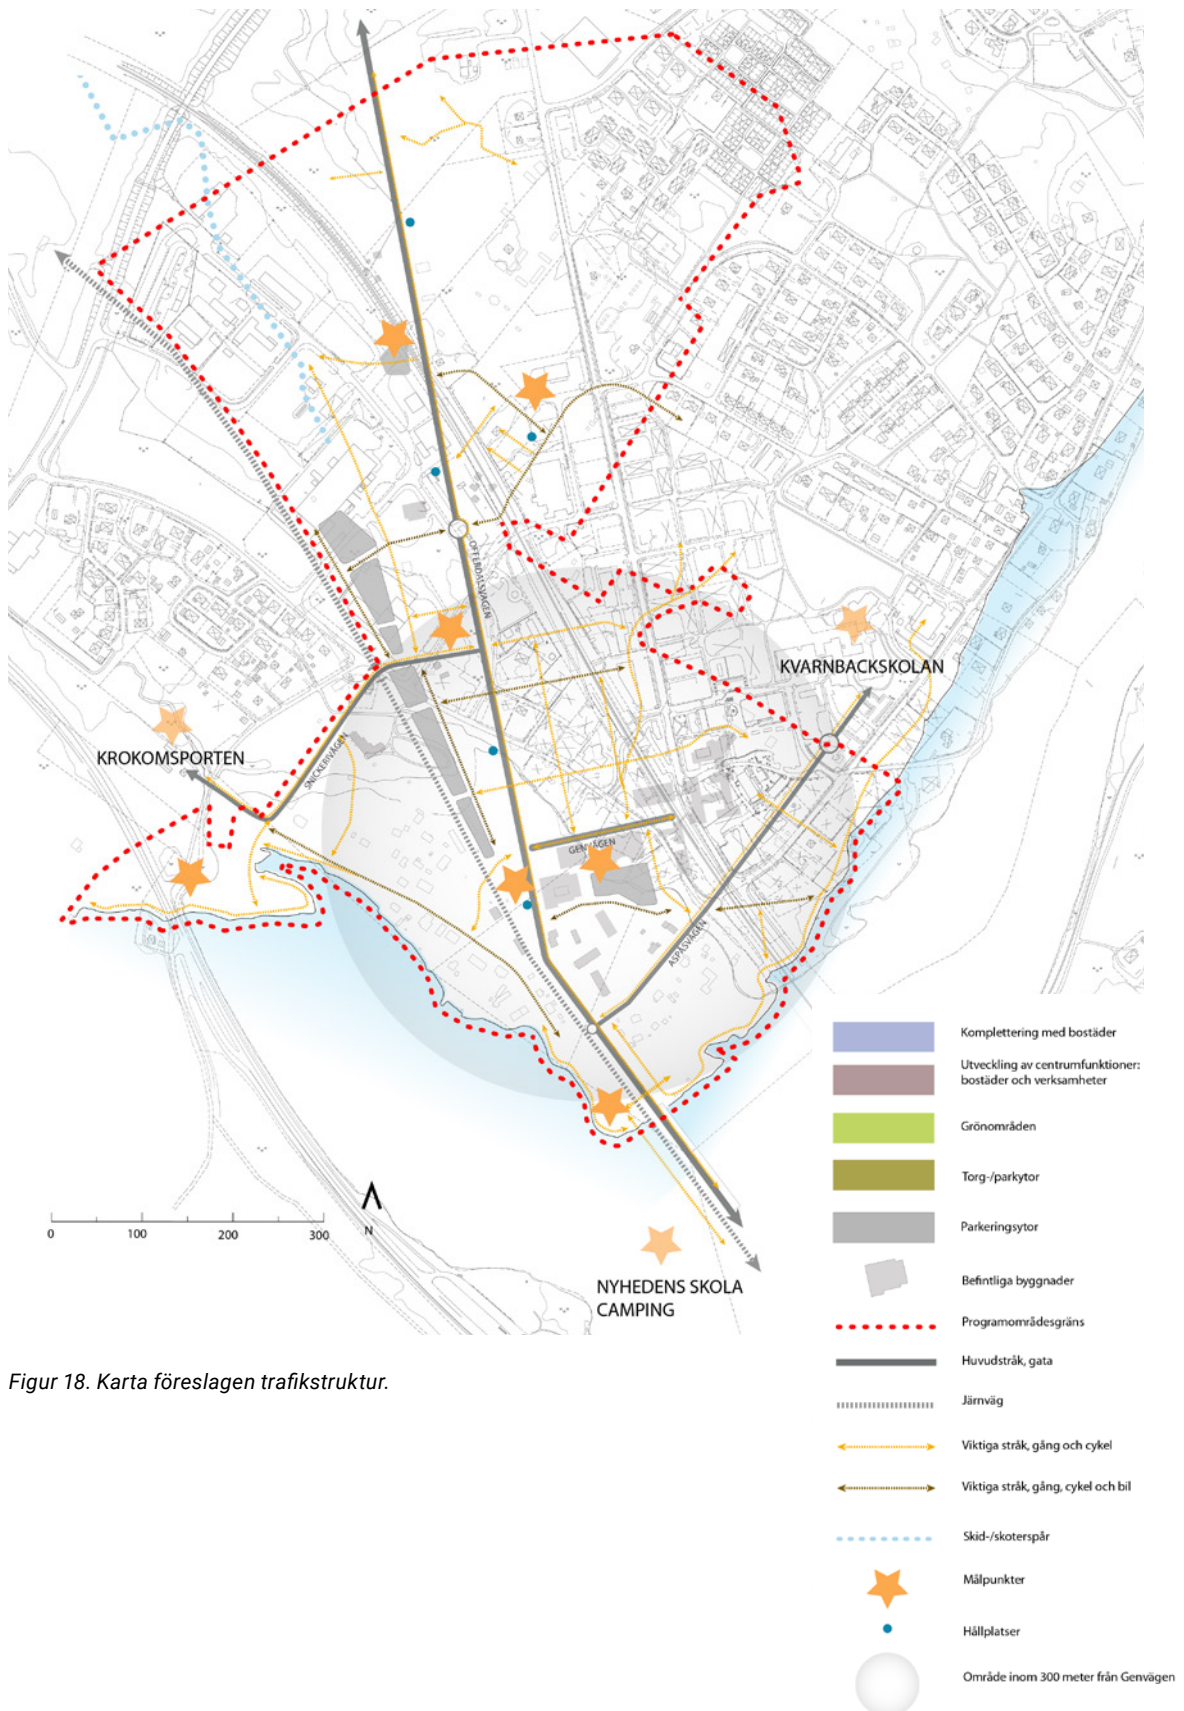 OFFERDALSVÄGEN
KVARNBACKSKOLAN
KROKOMSPORTEN
SNICKERIVÄGEN
GENVÄGEN
ASPÅSVÄGEN
0 100 200 300
N
NYHEDENS SKOLA
CAMPING
Komplettering med bostäder
Utveckling av centrumfunktioner:
bostäder och verksamheter
Grönområden
Torg-/parkytor
Parkeringsytor
Befintliga byggnader
Programområdesgräns
Huvudstråk, gata
Järnväg
Viktiga stråk, gång och cykel
Viktiga stråk, gång, cykel och bil
Skid-/skoterspår
Målpunkter
Hållplatser
Område inom 300 meter från Genvägen
Figur 18. Karta föreslagen trafikstruktur.